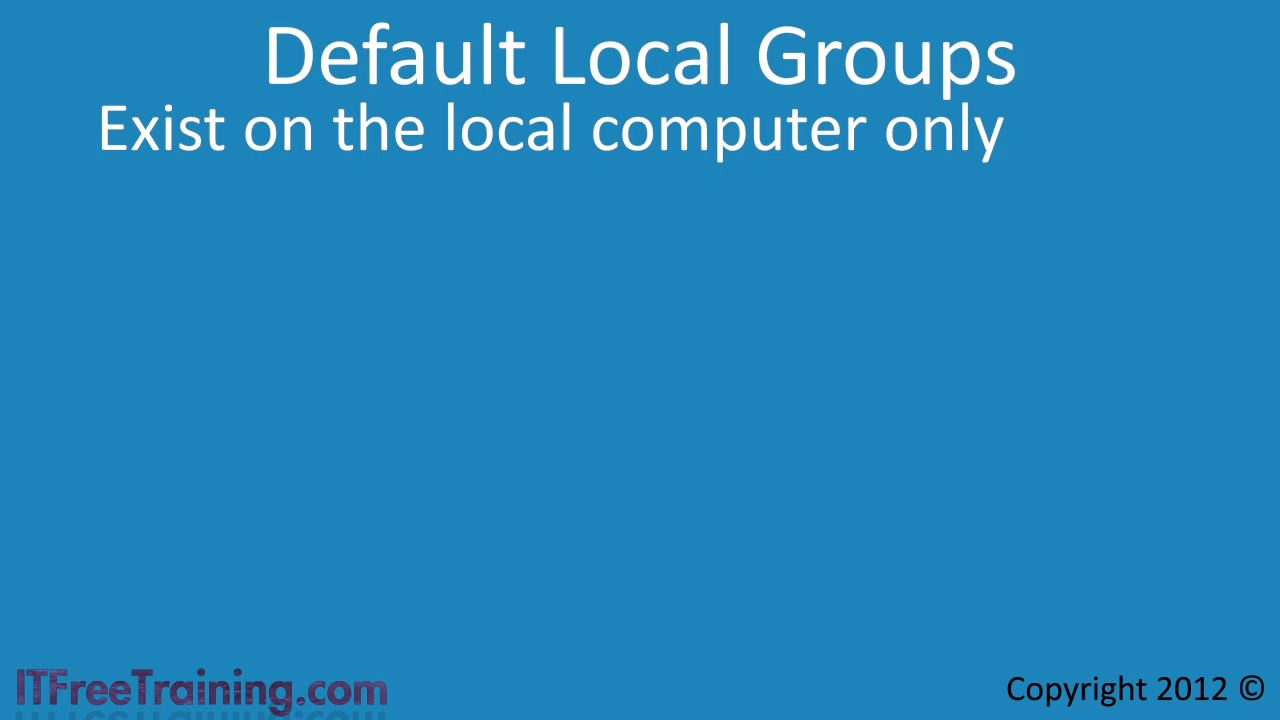 Default Local Groups
Exist on the local computer only
ITFreeTraining.com
Copyright 2012 ©